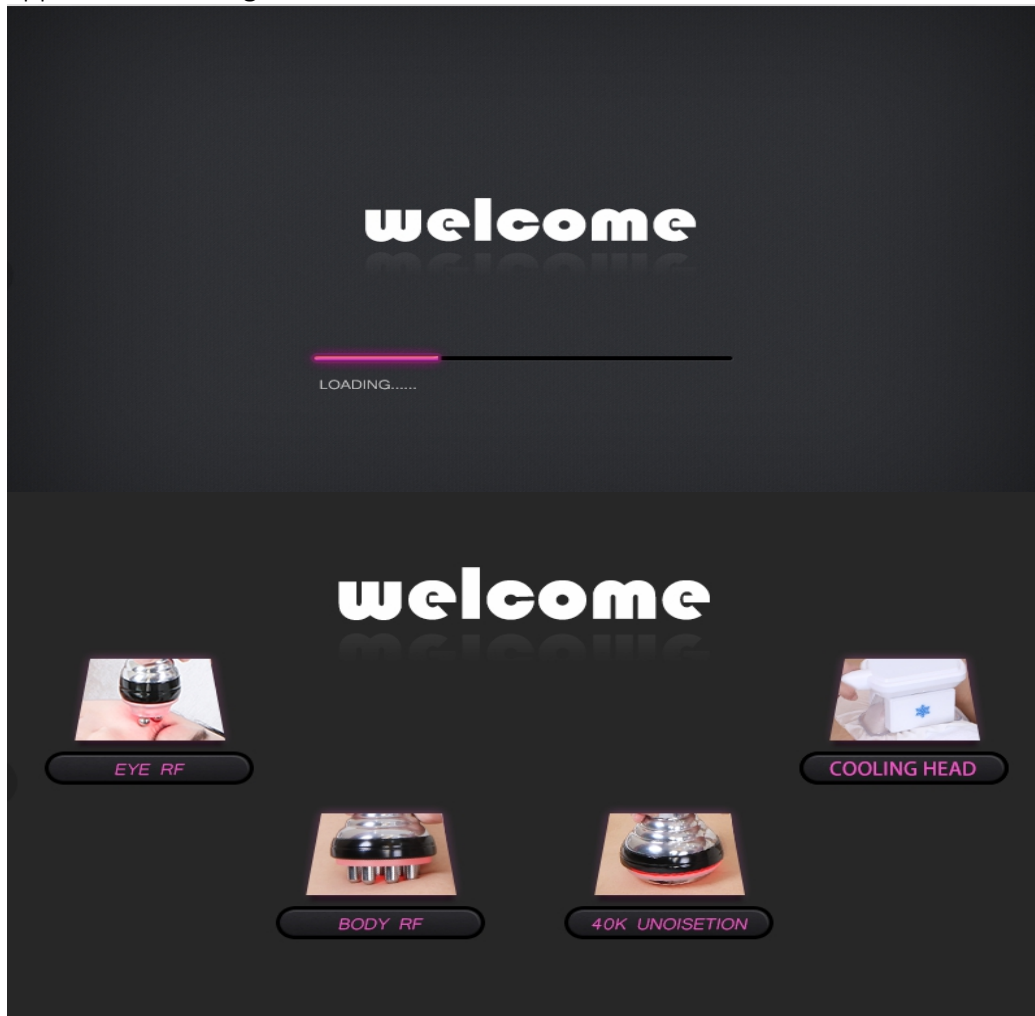 welcome
LOADING......
welcome
EYE RF
COOLING HEAD
BODY RF
40K UNOISETION